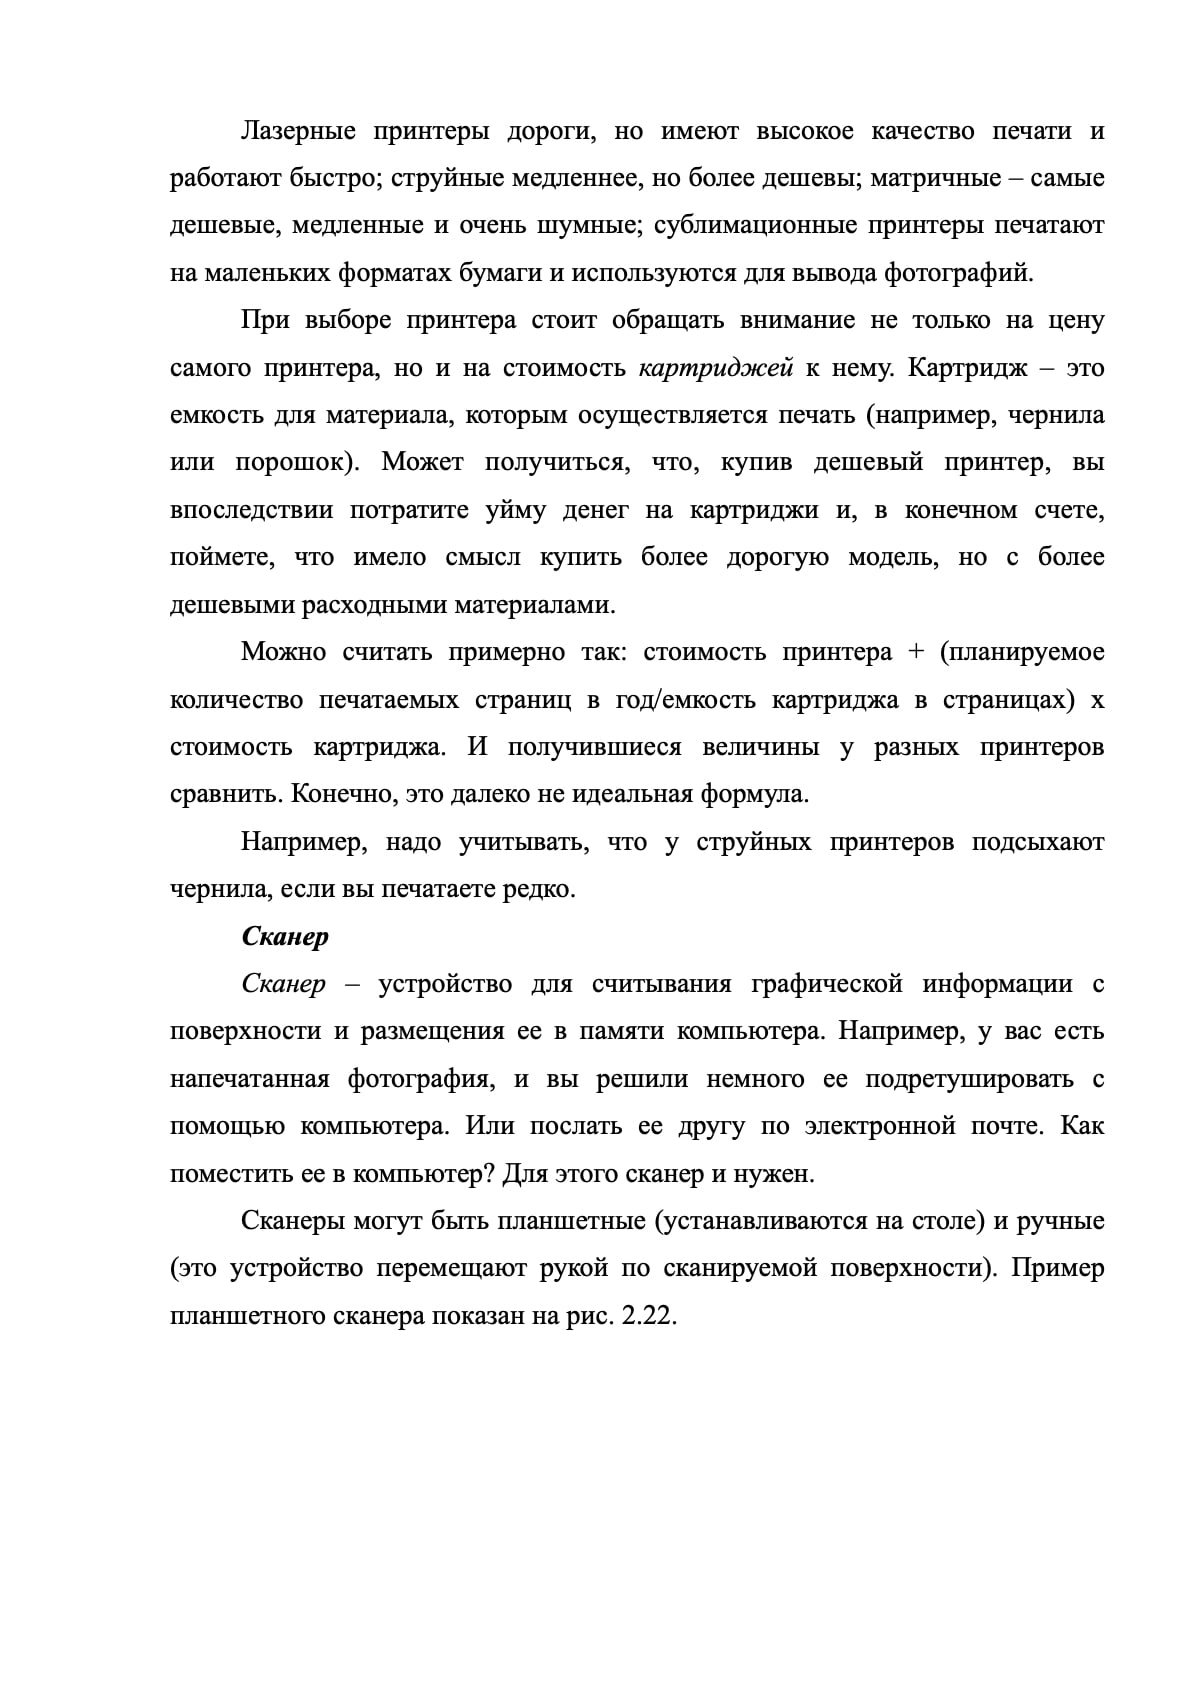 Лазерные принтеры дороги, но имеют высокое качество печати и
работают быстро; струйные медленнее, но более дешевы; матричные – самые
дешевые, медленные и очень шумные; сублимационные принтеры печатают
на маленьких форматах бумаги и используются для вывода фотографий.
При выборе принтера стоит обращать внимание не только на цену
самого принтера, но и на стоимость картриджей к нему. Картридж – это
емкость для материала, которым осуществляется печать (например, чернила
или порошок). Может получиться, что, купив дешевый принтер, вы
впоследствии потратите уйму денег на картриджи и, в конечном счете,
поймете, что имело смысл купить более дорогую модель, но с более
дешевыми расходными материалами.
Можно считать примерно так: стоимость принтера + (планируемое
количество печатаемых страниц в год/емкость картриджа в страницах) х
стоимость картриджа. И получившиеся величины у разных принтеров
сравнить. Конечно, это далеко не идеальная формула.
Например, надо учитывать, что у струйных принтеров подсыхают
чернила, если вы печатаете редко.
Сканер
Сканер – устройство для считывания графической информации с
поверхности и размещения ее в памяти компьютера. Например, у вас есть
напечатанная фотография, и вы решили немного ее подретушировать с
помощью компьютера. Или послать ее другу по электронной почте. Как
поместить ее в компьютер? Для этого сканер и нужен.
Сканеры могут быть планшетные (устанавливаются на столе) и ручные
(это устройство перемещают рукой по сканируемой поверхности). Пример
планшетного сканера показан на рис. 2.22.